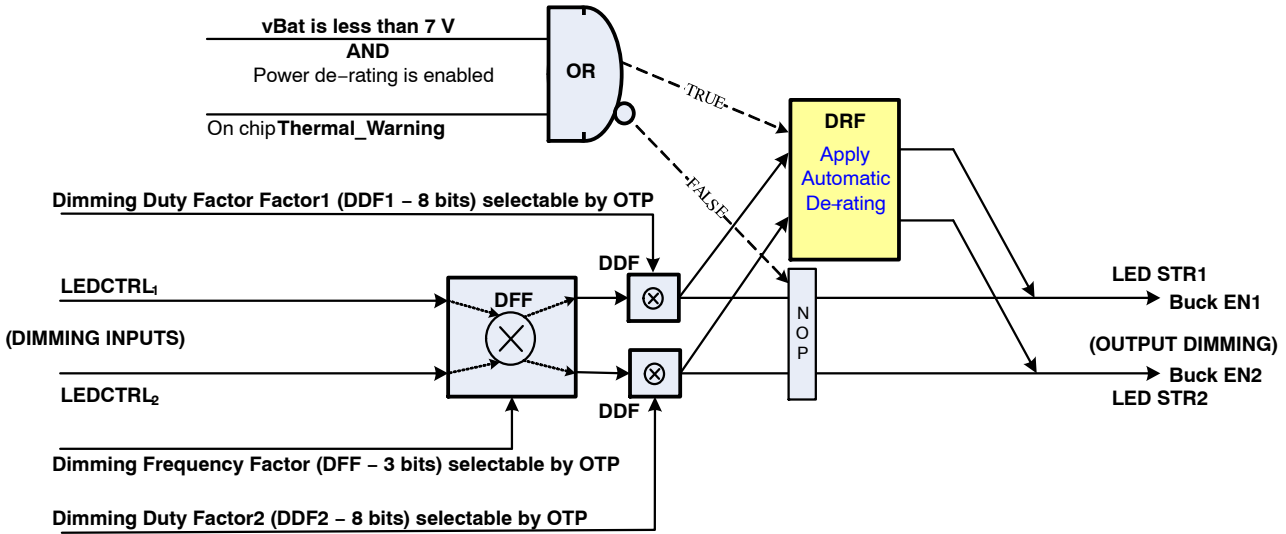 vBat is less than 7 V
AND
Power de−rating is enabled
OR
On chip Thermal_Warning
TRUE
FALSE
DRF
Apply
Automatic
De-rating
Dimming Duty Factor Factor1 (DDF1 − 8 bits) selectable by OTP
DDF
LEDCTRL1
DFF
N
O
P
LED STR1
Buck EN1
(DIMMING INPUTS)
(OUTPUT DIMMING)
Buck EN2
LED STR2
LEDCTRL2
DDF
Dimming Frequency Factor (DFF − 3 bits) selectable by OTP
Dimming Duty Factor2 (DDF2 − 8 bits) selectable by OTP